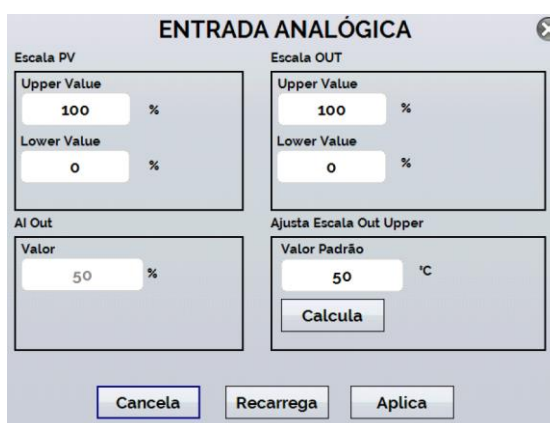 ENTRADA ANALÓGICA
Escala PV
Upper Value
100 %
Lower Value
0 %
Escala OUT
Upper Value
100 %
Lower Value
0 %
AI Out
Valor
50 %
Ajusta Escala Out Upper
Valor Padrão
50 °C
Calcula
Cancela Recarrega Aplica